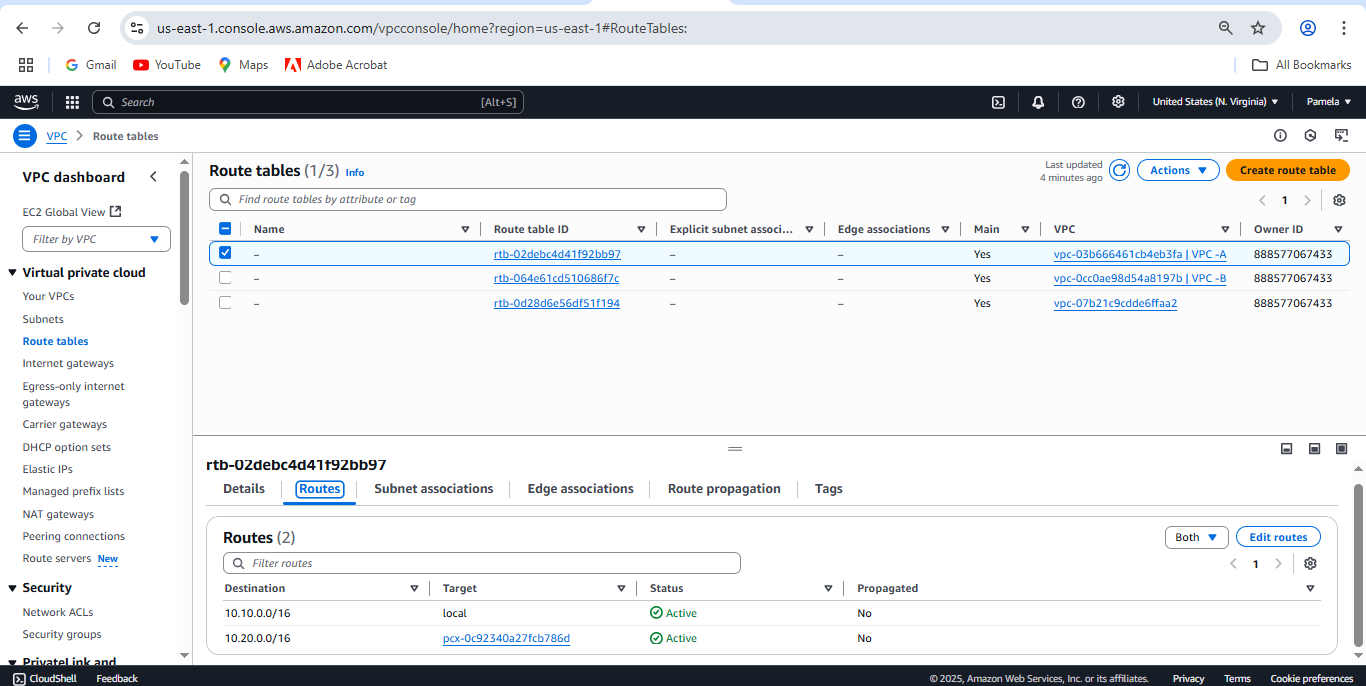 us-east-1.console.aws.amazon.com/vpcconsole/home?region=us-east-1#RouteTables:
Gmail YouTube Maps Adobe Acrobat All Bookmarks
aws Search [Alt+S] United States (N. Virginia) Pamela
VPC Route tables
VPC dashboard
EC2 Global View
Filter by VPC
Virtual private cloud
Your VPCs
Subnets
Route tables
Internet gateways
Egress-only internet
gateways
Carrier gateways
DHCP option sets
Elastic IPs
Managed prefix lists
NAT gateways
Peering connections
Route servers New
Security
Network ACLs
Security groups
PrivateLink and
Route tables (1/3) Info
Last updated
4 minutes ago
Actions
Create route table
Find route tables by attribute or tag
1
Name Route table ID Explicit subnet associ... Edge associations Main VPC Owner ID
– rtb-02debc4d41f92bb97 – – Yes vpc-03b666461cb4eb3fa | VPC -A 888577067433
– rtb-064e61cd510686f7c – – Yes vpc-0cc0ae98d54a8197b | VPC -B 888577067433
– rtb-0d28d6e56df51f194 – – Yes vpc-07b21c9cdde6ffaa2 888577067433
rtb-02debc4d41f92bb97
Details Routes Subnet associations Edge associations Route propagation Tags
Routes (2)
Both Edit routes
Filter routes
1
Destination Target Status Propagated
10.10.0.0/16 local Active No
10.20.0.0/16 pcx-0c92340a27fcb786d Active No
CloudShell Feedback © 2025, Amazon Web Services, Inc. or its affiliates. Privacy Terms Cookie preferences